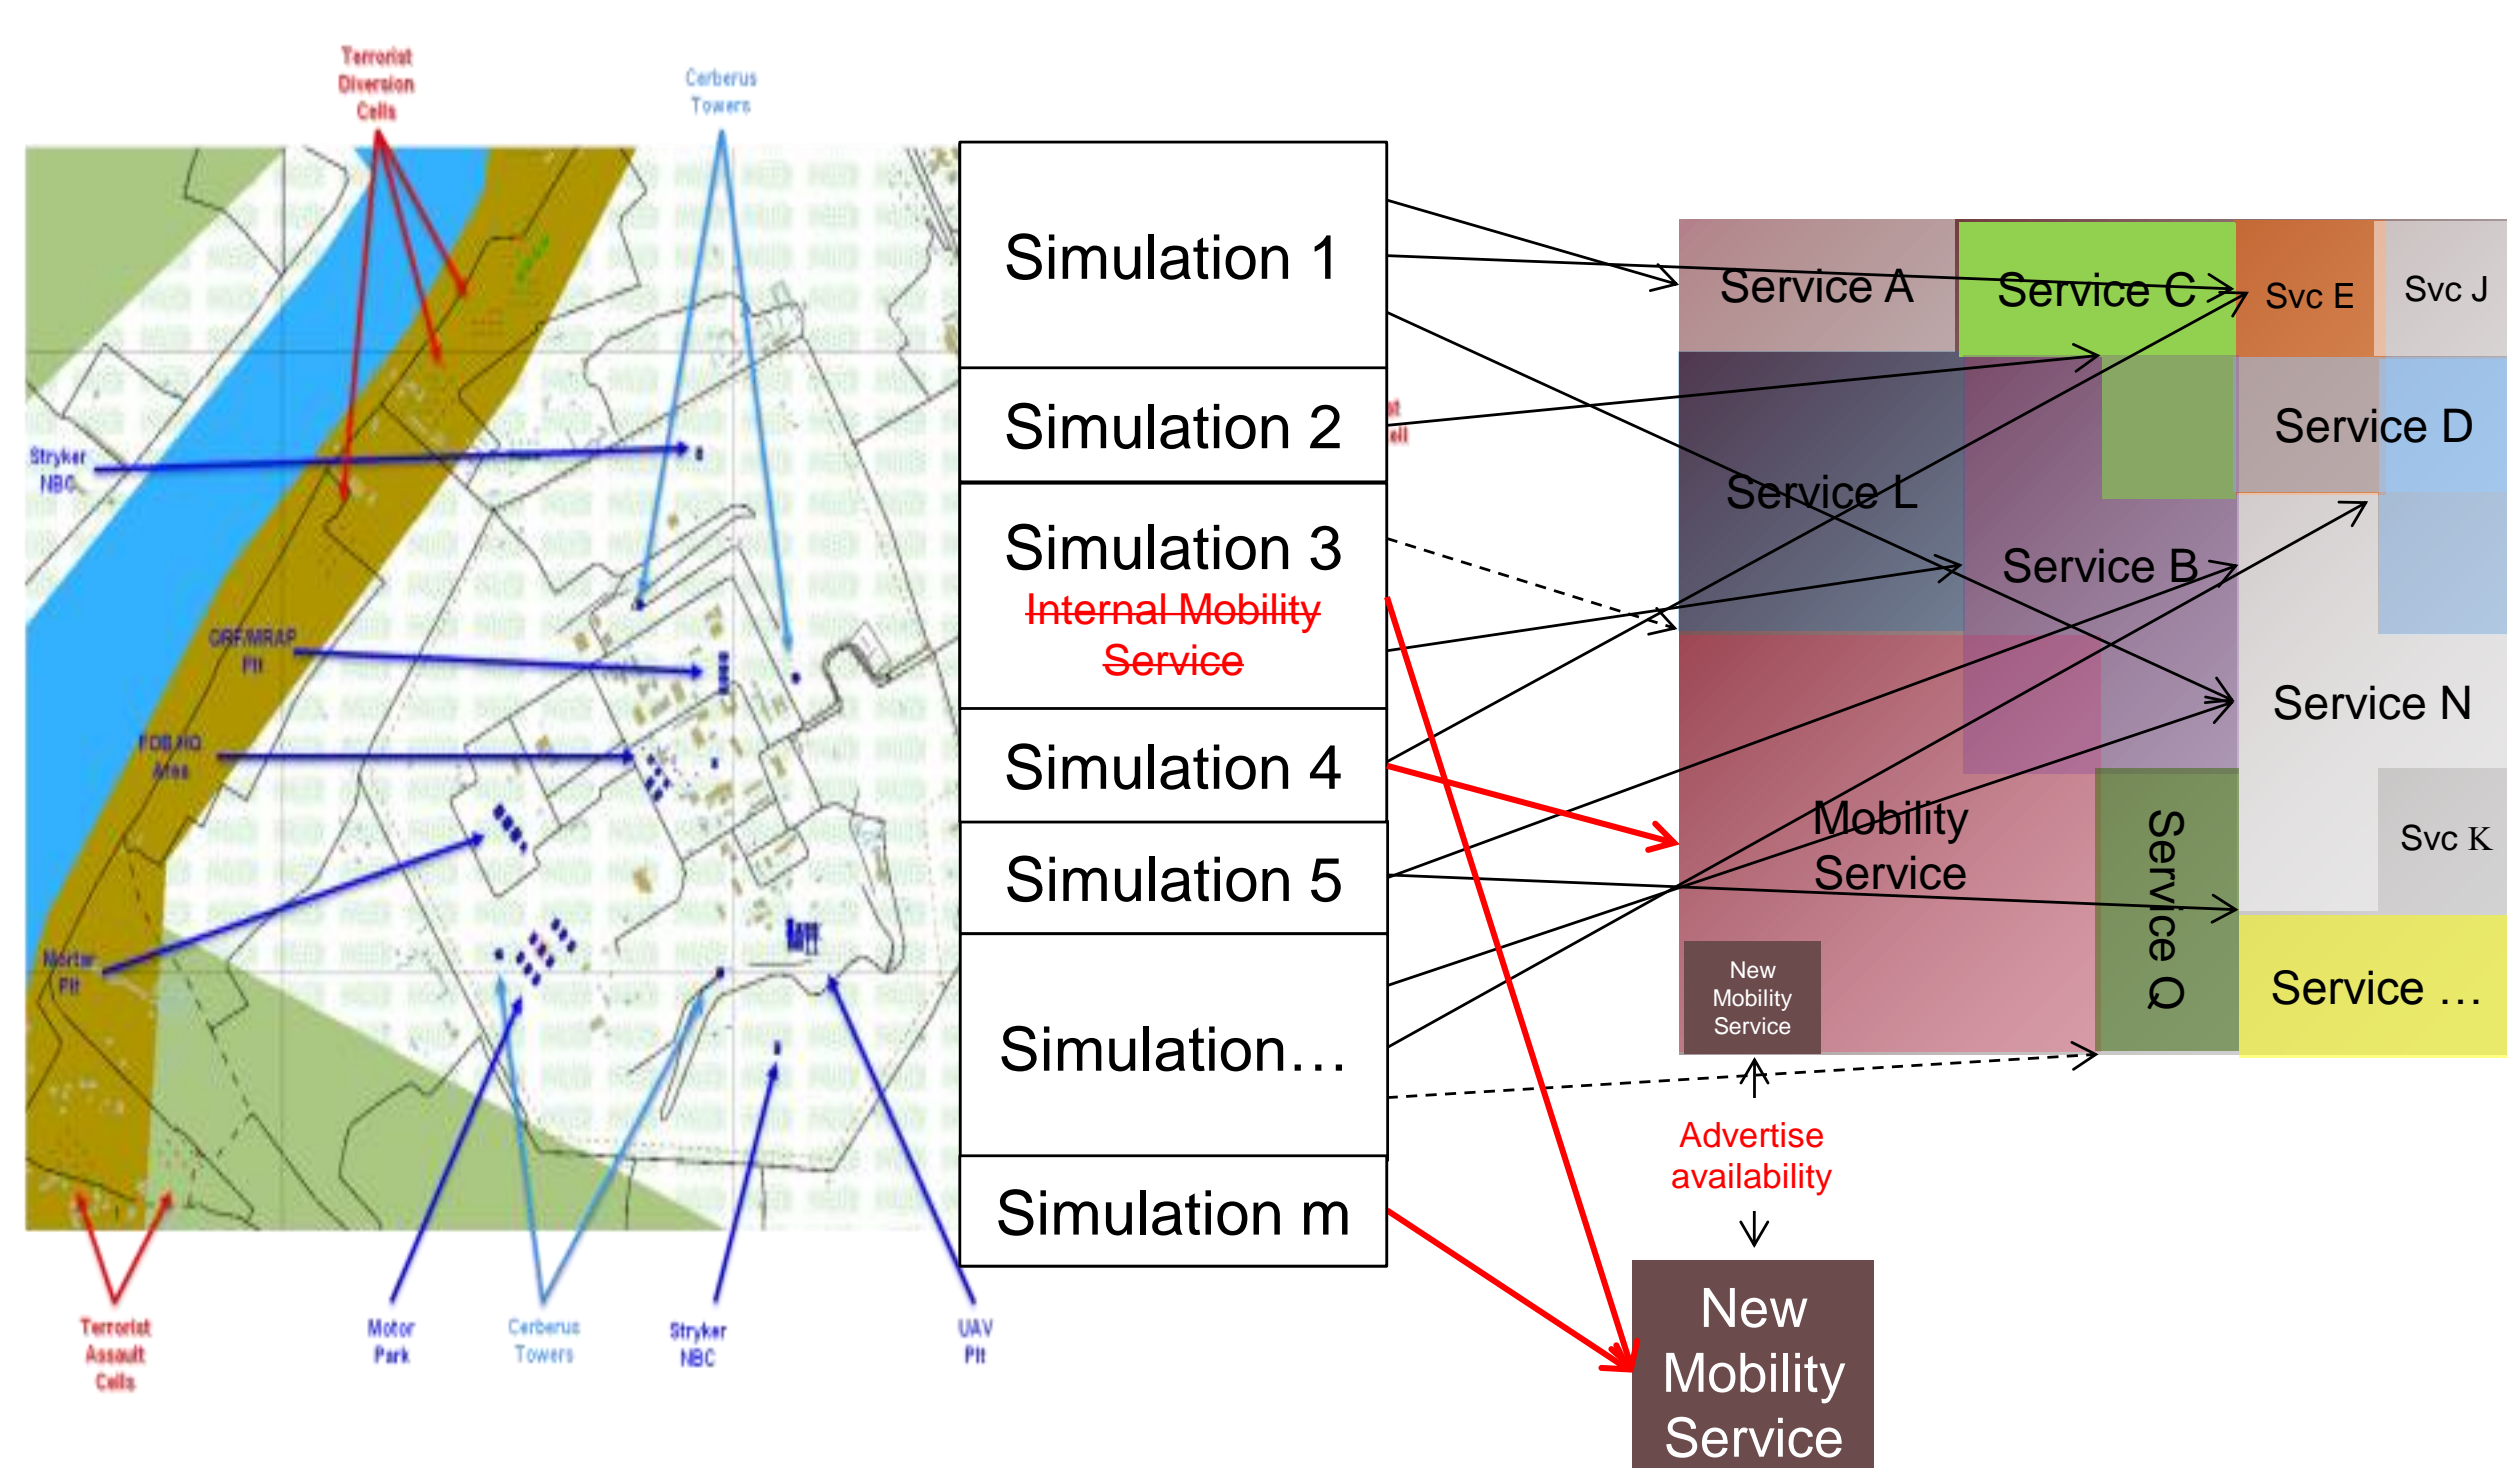 Terrorist
Diversion
Cells
Cerberus
Towers
Stryker
NBC
QRF/MRAP
Plt
FOB HQ
Area
Mortar
Plt
Terrorist
Assault
Cells
Motor
Park
Cerberus
Towers
Stryker
NBC
UAV
Plt
Simulation 1
Simulation 2
Simulation 3
Internal Mobility
Service
Simulation 4
Simulation 5
Simulation…
Simulation m
Service A
Service C
Svc E
Svc J
Service L
Service D
Service B
Service N
Mobility
Service
Service Q
Svc K
Service …
New
Mobility
Service
Advertise
availability
New
Mobility
Service